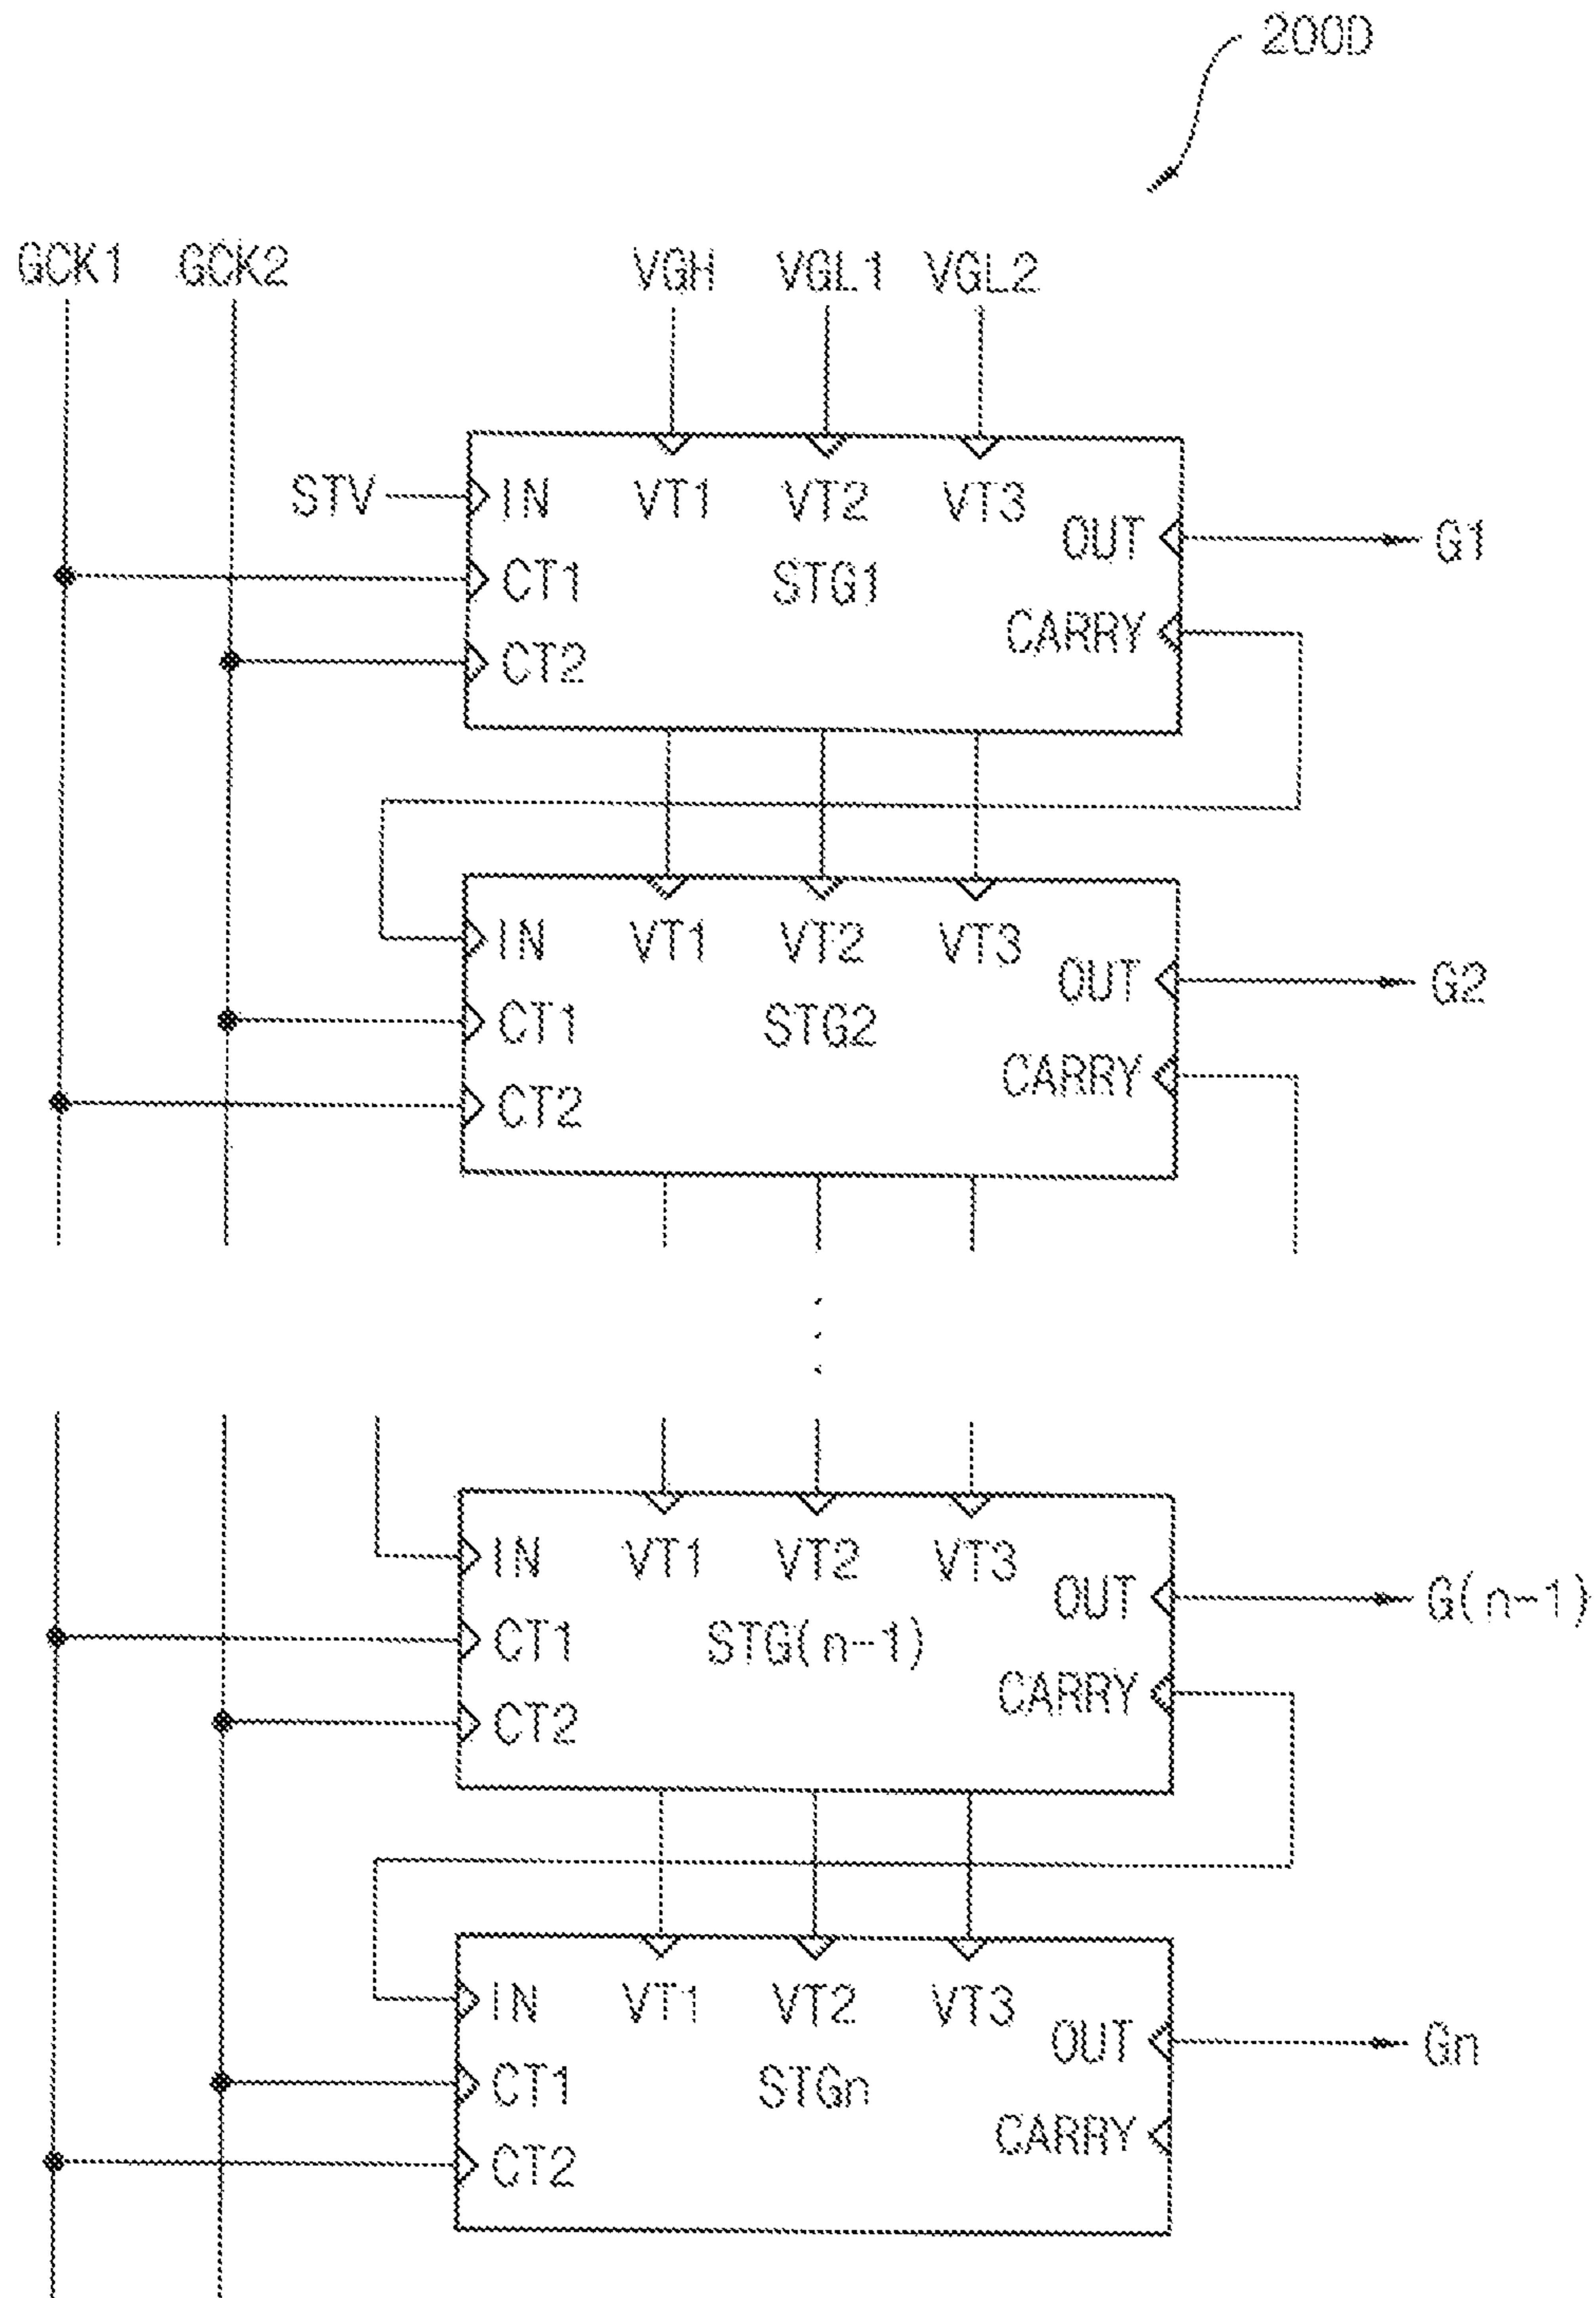 200D
GCK1 GCK2 VGH VGL1 VGL2
STV IN VT1 VT2 VT3
OUT G1
CT1 STG1
CARRY
CT2
IN VT1 VT2 VT3
OUT G2
CT1 STG2
CARRY
CT2
IN VT1 VT2 VT3
OUT G(n-1)
CT1 STG(n-1)
CARRY
CT2
IN VT1 VT2 VT3
OUT Gn
CT1 STGn
CARRY
CT2